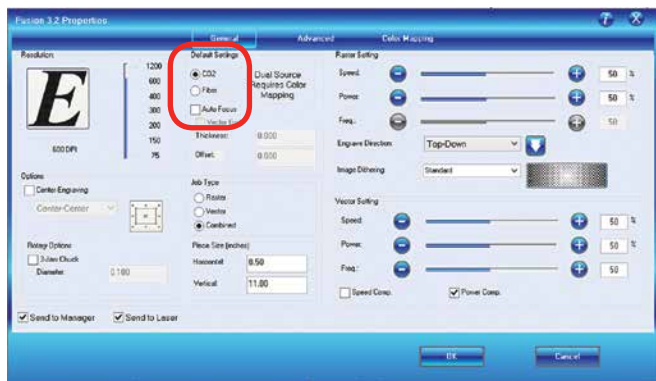 Fusion 3.2 Properties
General Advanced Color Mapping
Resolution
E
600 DPI
1200
600
400
300
200
150
75
Default Settings
CO2
Fiber
Dual Source
Requires Color
Mapping
Auto Focus
Thickness: 0.000
Offset: 0.000
Job Type
Raster
Vector
Combined
Piece Size (inches)
Horizontal 8.50
Vertical 11.00
Options
Center Engraving
Center-Center
Rotary Options
3-Jaw Chuck
Diameter 0.100
Send to Manager Send to Laser
Raster Setting
Speed: 50 %
Power: 50 %
Freq.: 50
Engrave Direction Top-Down
Image Dithering Standard
Vector Setting
Speed 50 %
Power: 50 %
Freq.: 50
Speed Comp. Power Comp.
OK Cancel